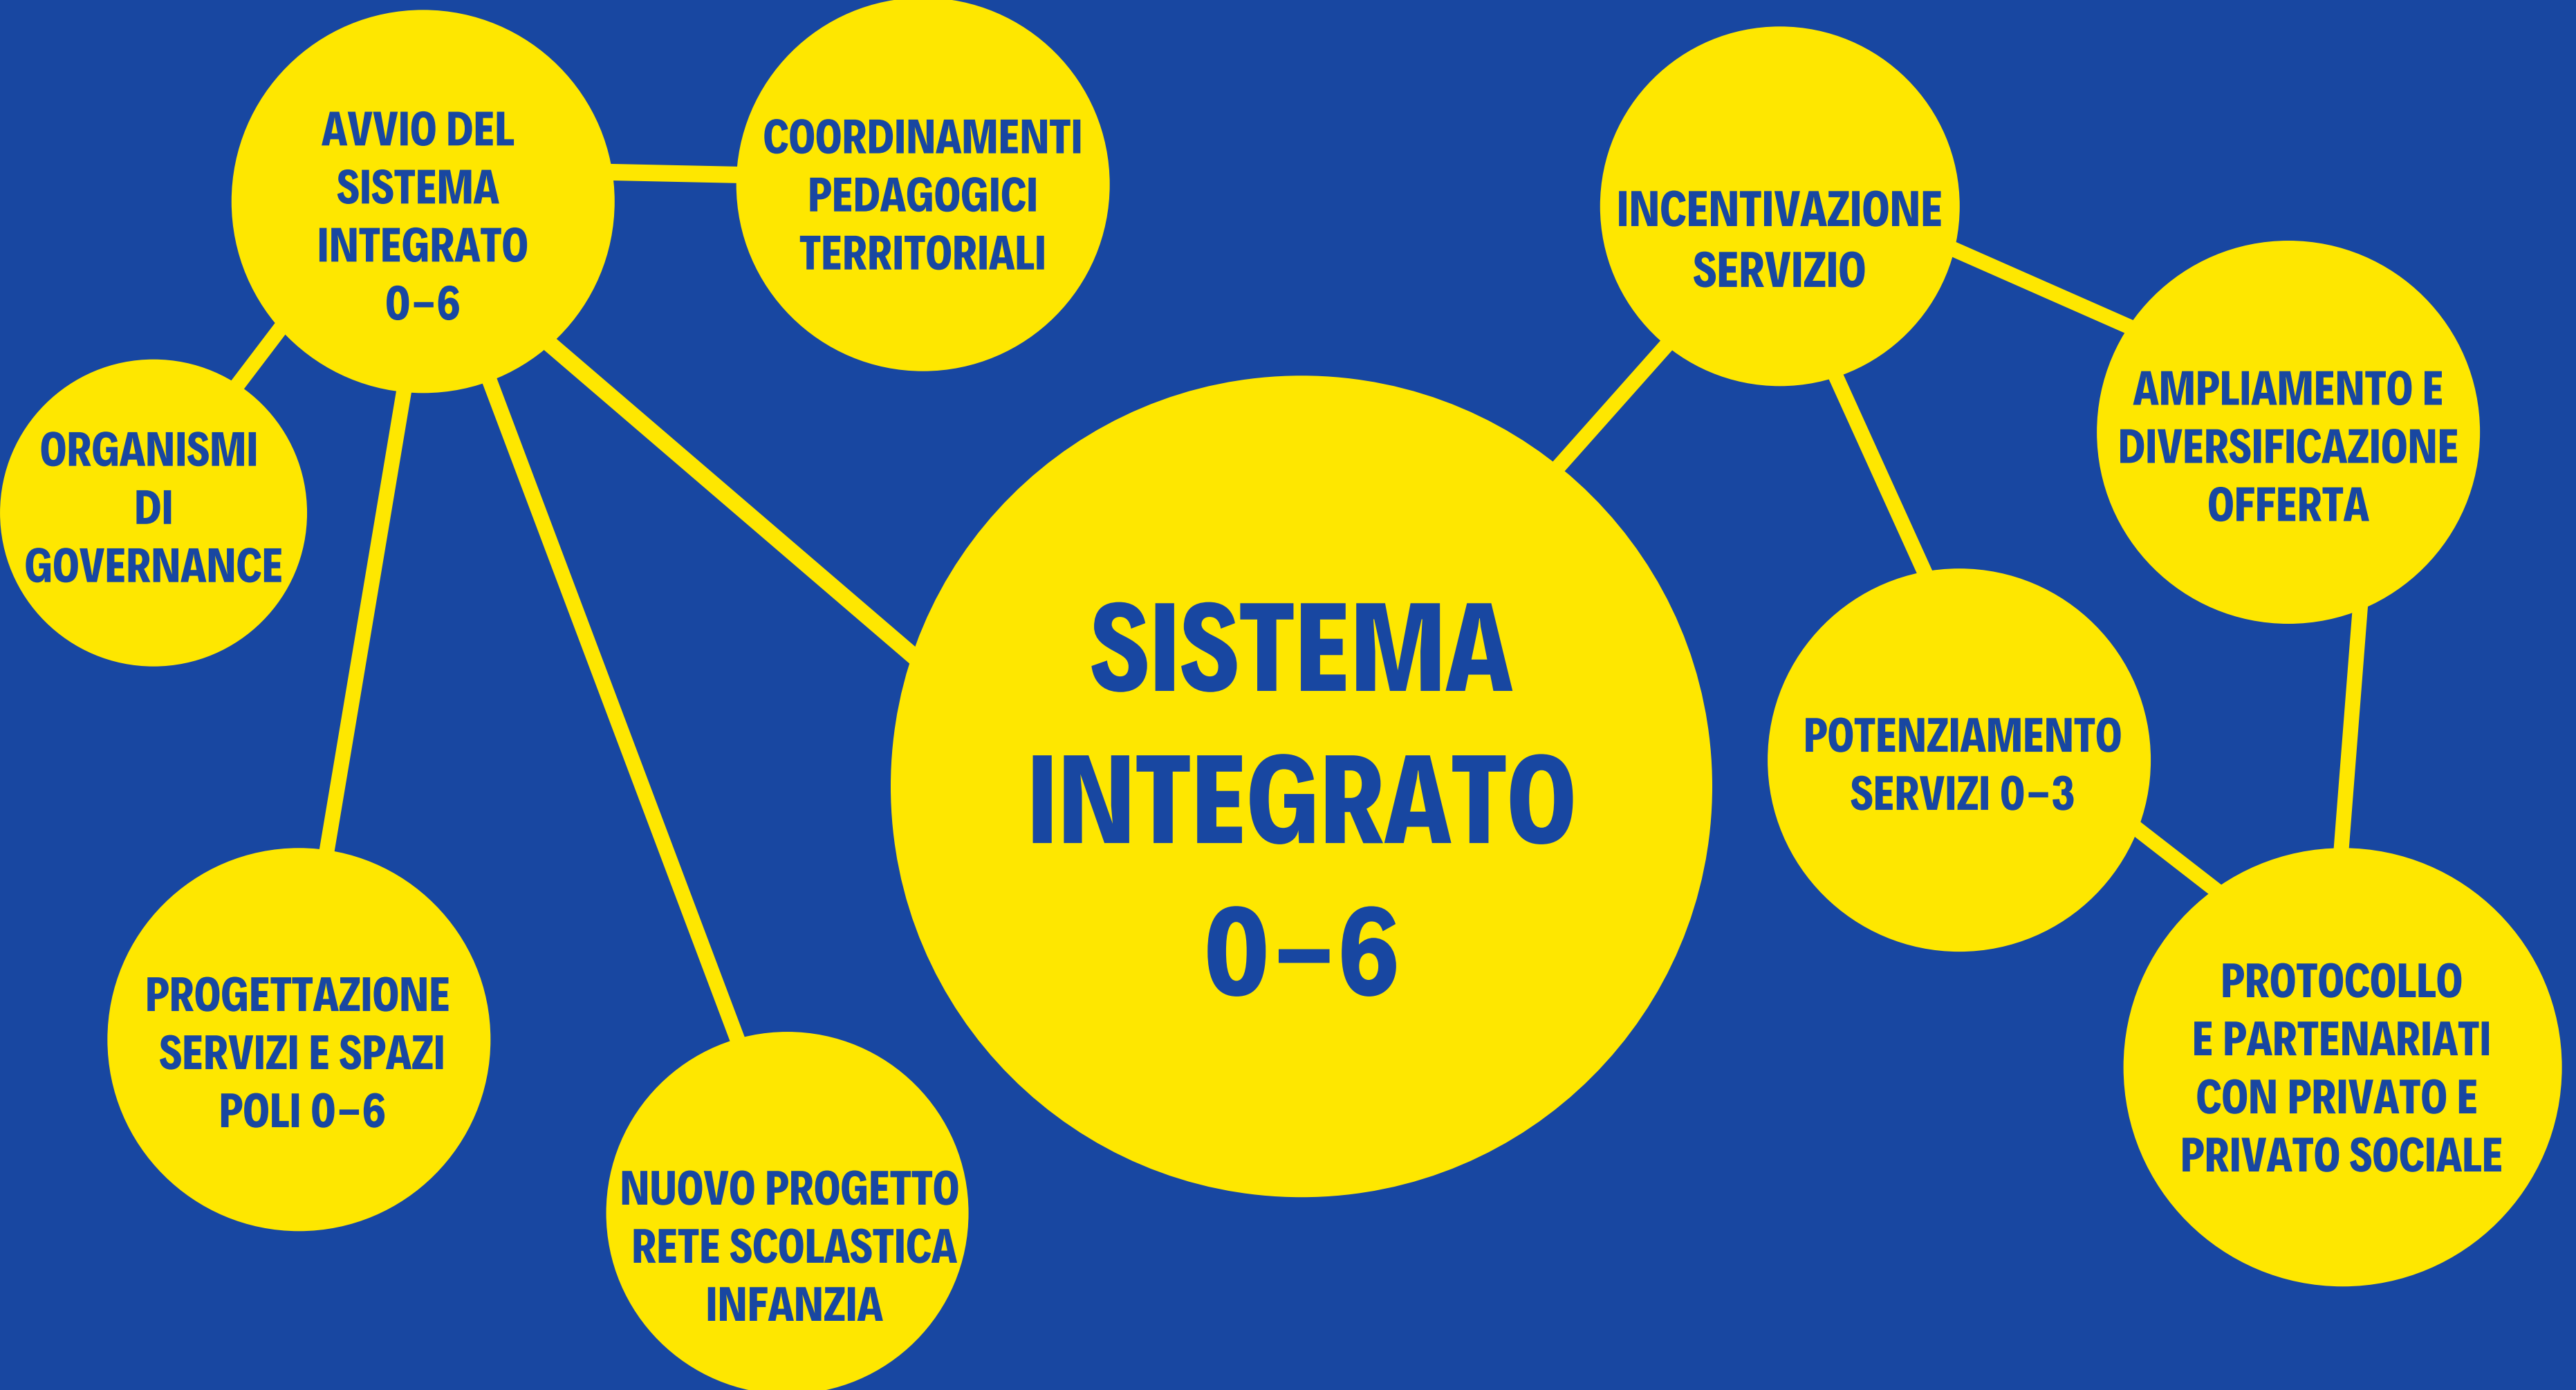 AVVIO DEL
SISTEMA
INTEGRATO
0–6
COORDINAMENTI
PEDAGOGICI
TERRITORIALI
INCENTIVAZIONE
SERVIZIO
AMPLIAMENTO E
DIVERSIFICAZIONE
OFFERTA
ORGANISMI
DI
GOVERNANCE
SISTEMA
INTEGRATO
0–6
POTENZIAMENTO
SERVIZI 0–3
PROGETTAZIONE
SERVIZI E SPAZI
POLI 0–6
PROTOCOLLO
E PARTENARIATI
CON PRIVATO E
PRIVATO SOCIALE
NUOVO PROGETTO
RETE SCOLASTICA
INFANZIA